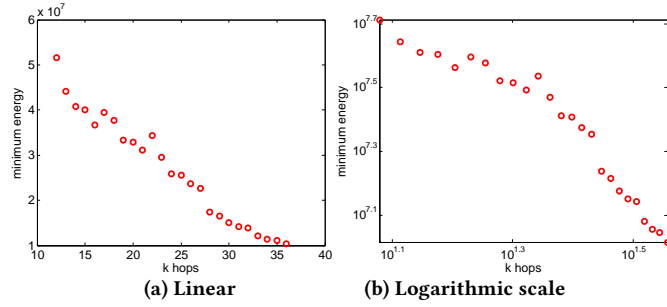 6 x 10⁷
5
4
3
2
1
minimum energy
10 15 20 25 30 35 40
k hops
(a) Linear
10^7.7
10^7.5
10^7.3
10^7.1
minimum energy
10^1.1 10^1.3 10^1.5
k hops
(b) Logarithmic scale